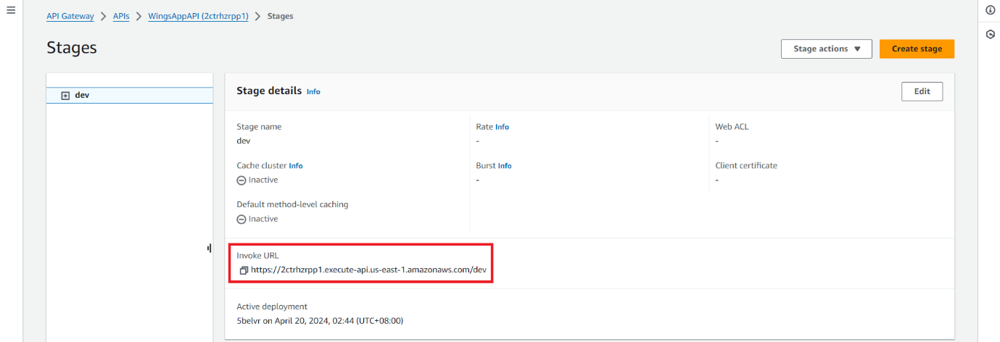 API Gateway > APIs > WingsAppAPI (2ctrhzrpp1) > Stages
Stages
Stage actions ▼
Create stage
dev
Stage details Info
Edit
Stage name
dev
Rate Info
-
Web ACL
-
Cache cluster Info
Inactive
Burst Info
-
Client certificate
-
Default method-level caching
Inactive
Invoke URL
https://2ctrhzrpp1.execute-api.us-east-1.amazonaws.com/dev
Active deployment
5belvr on April 20, 2024, 02:44 (UTC+08:00)